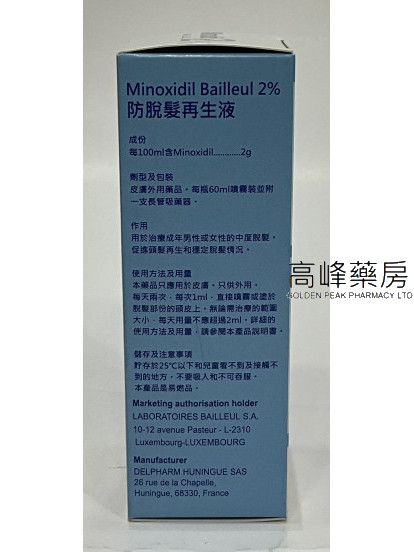 Minoxidil Bailleul 2%
防脫髮再生液
成份
每100ml含Minoxidil............2g
劑型及包裝
皮膚外用藥品。每瓶60ml噴霧裝並附
一支長管吸藥器。
作用
用於治療成年男性或女性的中度脫髮。
促進頭髮再生和穩定脫髮情況。
使用方法及用量
本藥品只應用於皮膚。只供外用。
每天兩次，每次1ml，直接噴霧或塗於
脫髮部份的頭皮上。無論需治療的範圍
大小，每天用量不應超過2ml。詳細的
使用方法及用量，請參閱本產品說明書。
儲存及注意事項
貯存於25℃以下和兒童看不到及接觸不
到的地方。不要吸入和不可吞服。
本產品是易燃品。
Marketing authorisation holder
LABORATOIRES BAILLEUL S.A.
10-12 avenue Pasteur - L-2310
Luxembourg-LUXEMBOURG
Manufacturer
DELPHARM HUNINGUE SAS
26 rue de la Chapelle,
Huningue, 68330, France
高峰藥房
GOLDEN PEAK PHARMACY LTD